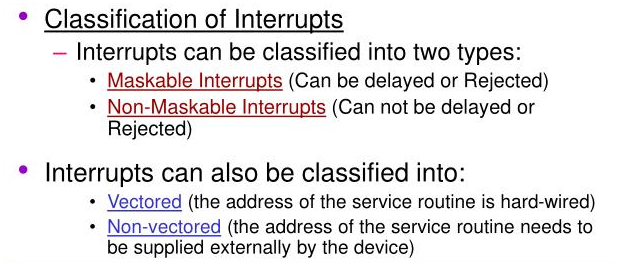 • Classification of Interrupts
– Interrupts can be classified into two types:
• Maskable Interrupts (Can be delayed or Rejected)
• Non-Maskable Interrupts (Can not be delayed or
Rejected)
• Interrupts can also be classified into:
• Vectored (the address of the service routine is hard-wired)
• Non-vectored (the address of the service routine needs to
be supplied externally by the device)